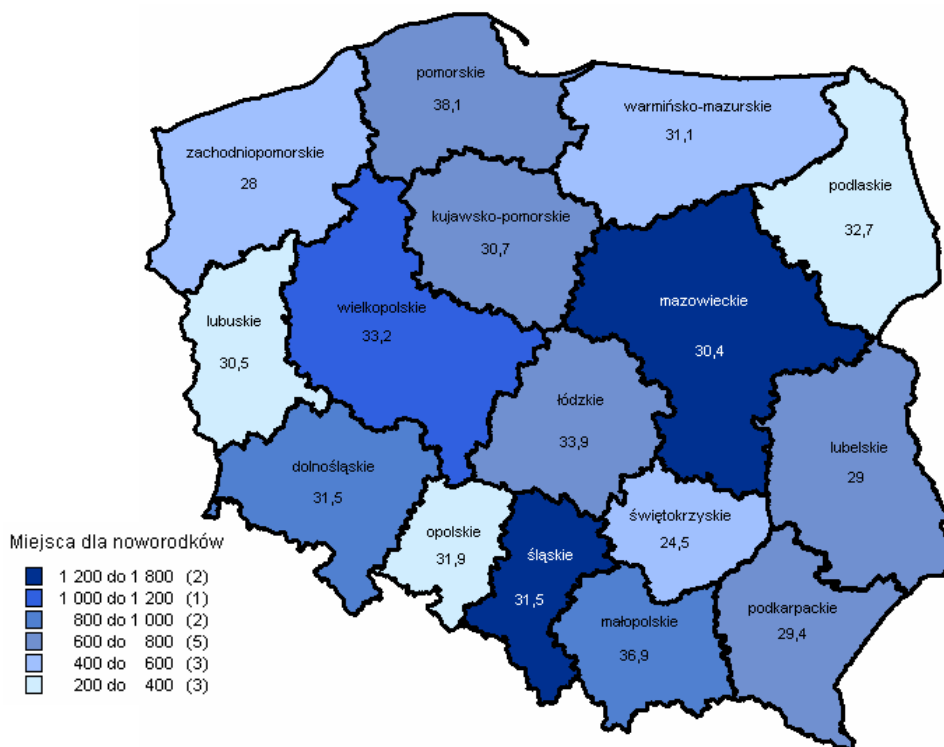 pomorskie
38,1
warmińsko-mazurskie
31,1
zachodniopomorskie
28
podlaskie
32,7
kujawsko-pomorskie
30,7
mazowieckie
30,4
wielkopolskie
33,2
lubuskie
30,5
łódzkie
33,9
lubelskie
29
dolnośląskie
31,5
świętokrzyskie
24,5
opolskie
31,9
śląskie
31,5
małopolskie
36,9
podkarpackie
29,4
Miejsca dla noworodków
1 200 do 1 800 (2)
1 000 do 1 200 (1)
800 do 1 000 (2)
600 do 800 (5)
400 do 600 (3)
200 do 400 (3)